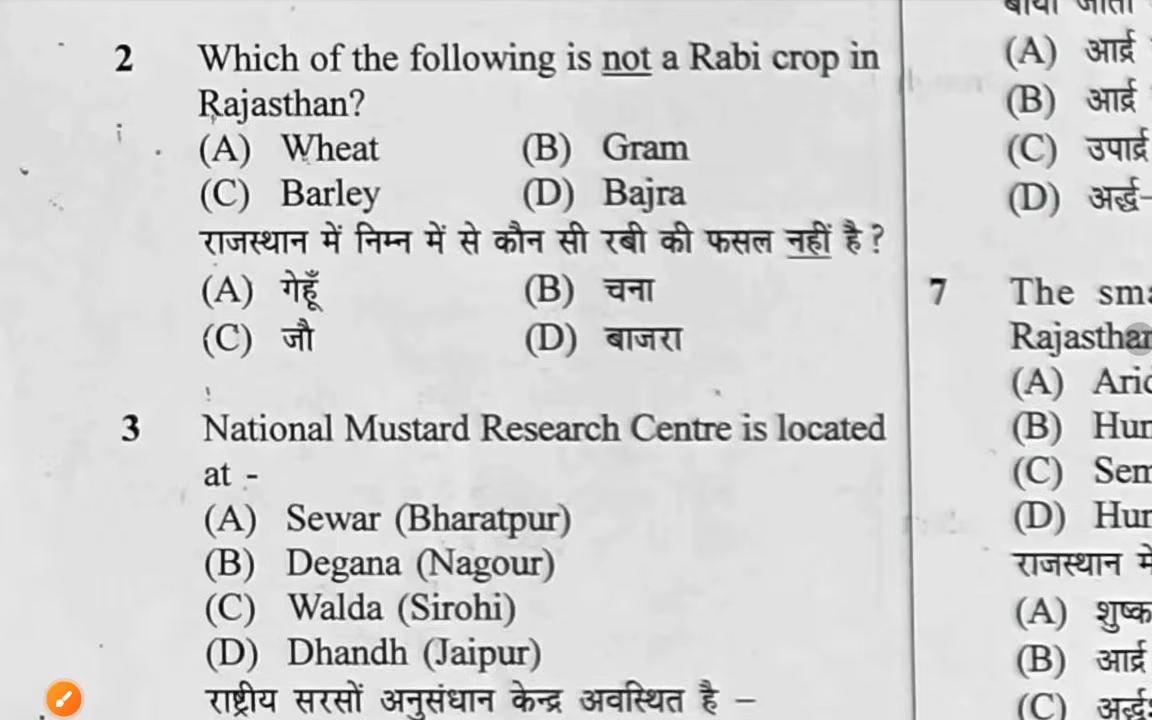 2 Which of the following is not a Rabi crop in
Rajasthan?
(A) Wheat (B) Gram
(C) Barley (D) Bajra
राजस्थान में निम्न में से कौन सी रबी की फसल नहीं है ?
(A) गेहूँ (B) चना
(C) जौ (D) बाजरा
3 National Mustard Research Centre is located
at -
(A) Sewar (Bharatpur)
(B) Degana (Nagour)
(C) Walda (Sirohi)
(D) Dhandh (Jaipur)
राष्ट्रीय सरसों अनुसंधान केन्द्र अवस्थित है –
(A) आर्द्र
(B) आर्द्र
(C) उपार्द्र
(D) अर्द्ध-
7 The
(A)
(B)
(C)
(D)
राजस्थान
(A) शुष्क
(B) आर्द्र
(C)